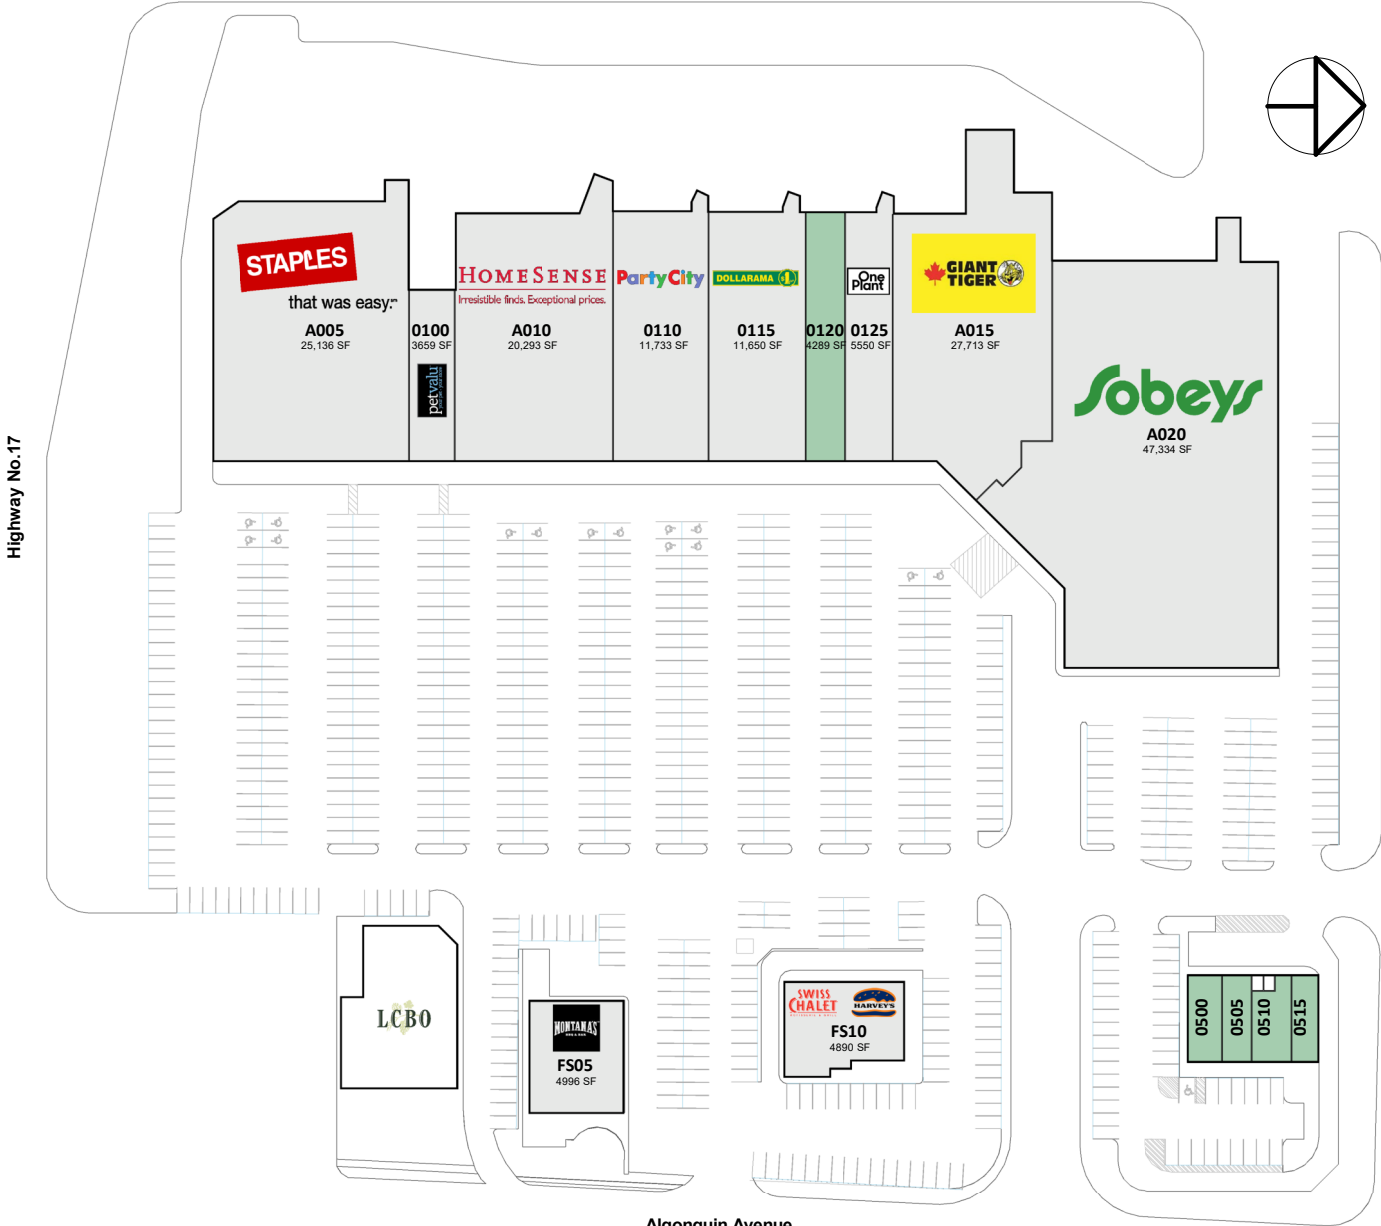 Highway No.17
STAPLES
that was easy.
A005
25,136 SF
0100
3659 SF
petvalu
HOMESENSE
Irresistible finds. Exceptional prices.
A010
20,293 SF
PartyCity
0110
11,733 SF
DOLLARAMA
0115
11,650 SF
0120
4289 SF
One
Plant
0125
5550 SF
GIANT
TIGER
A015
27,713 SF
Sobeys
A020
47,334 SF
LCBO
MONTANA'S
FS05
4996 SF
SWISS
CHALET
HARVEY'S
FS10
4890 SF
0500
0505
0510
0515
Algonquin Avenue